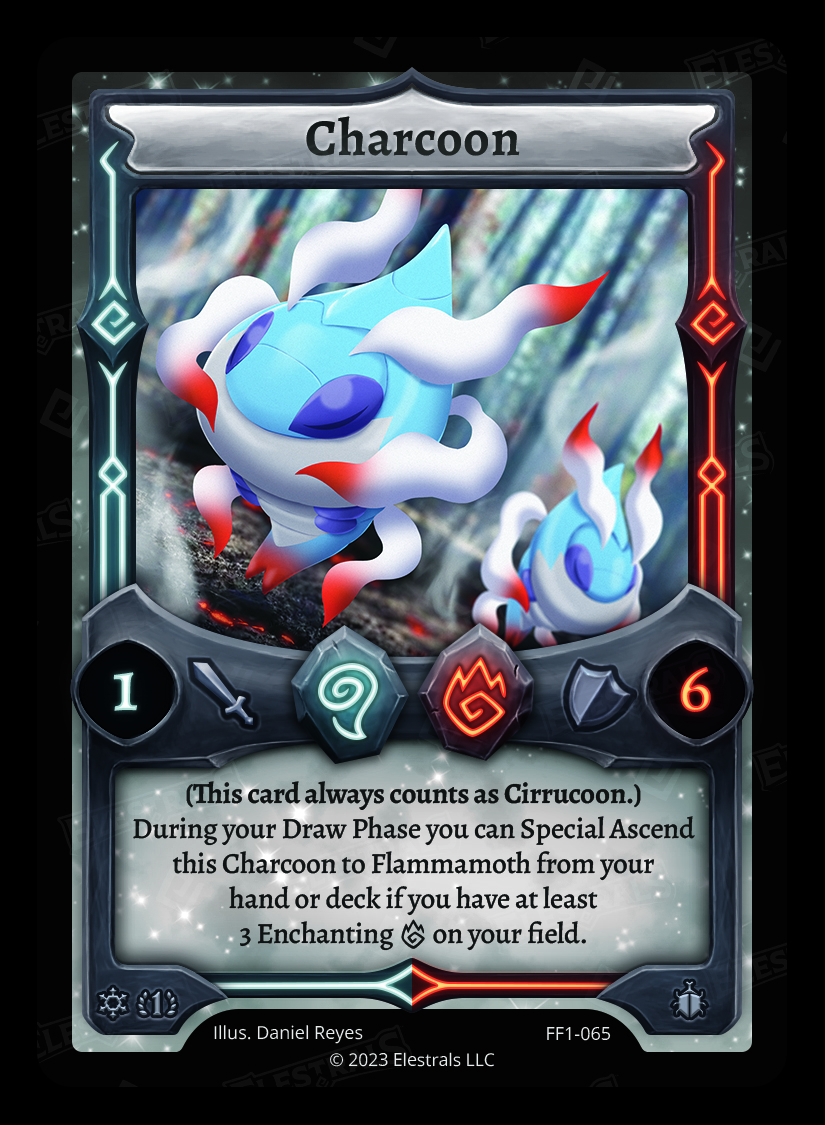 Charcoon
1
6
(This card always counts as Cirrucoon.)
During your Draw Phase you can Special Ascend
this Charcoon to Flammamoth from your
hand or deck if you have at least
3 Enchanting on your field.
1
Illus. Daniel Reyes
FF1-065
© 2023 Elestrals LLC